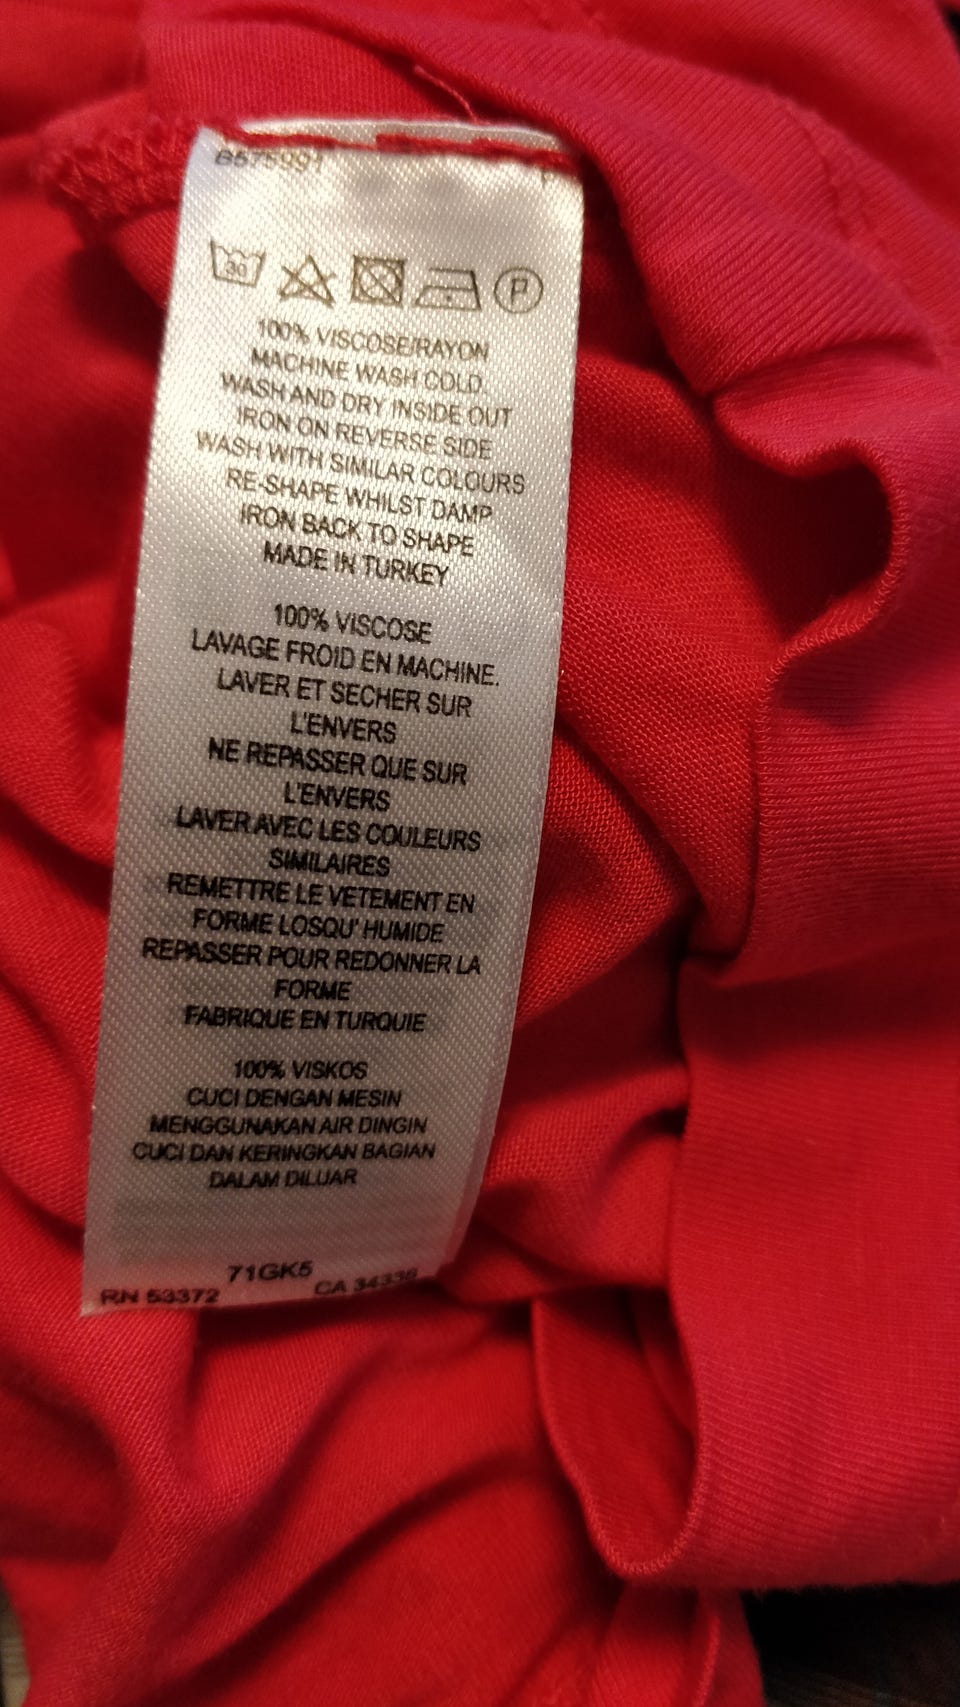 B575991
30
P
100% VISCOSE/RAYON
MACHINE WASH COLD
WASH AND DRY INSIDE OUT
IRON ON REVERSE SIDE
WASH WITH SIMILAR COLOURS
RE-SHAPE WHILST DAMP
IRON BACK TO SHAPE
MADE IN TURKEY
100% VISCOSE
LAVAGE FROID EN MACHINE.
LAVER ET SECHER SUR
L'ENVERS
NE REPASSER QUE SUR
L'ENVERS
LAVER AVEC LES COULEURS
SIMILAIRES
REMETTRE LE VETEMENT EN
FORME LOSQU' HUMIDE
REPASSER POUR REDONNER LA
FORME
FABRIQUE EN TURQUIE
100% VISKOS
CUCI DENGAN MESIN
MENGGUNAKAN AIR DINGIN
CUCI DAN KERINGKAN BAGIAN
DALAM DILUAR
71GK5
RN 53372 CA 34336